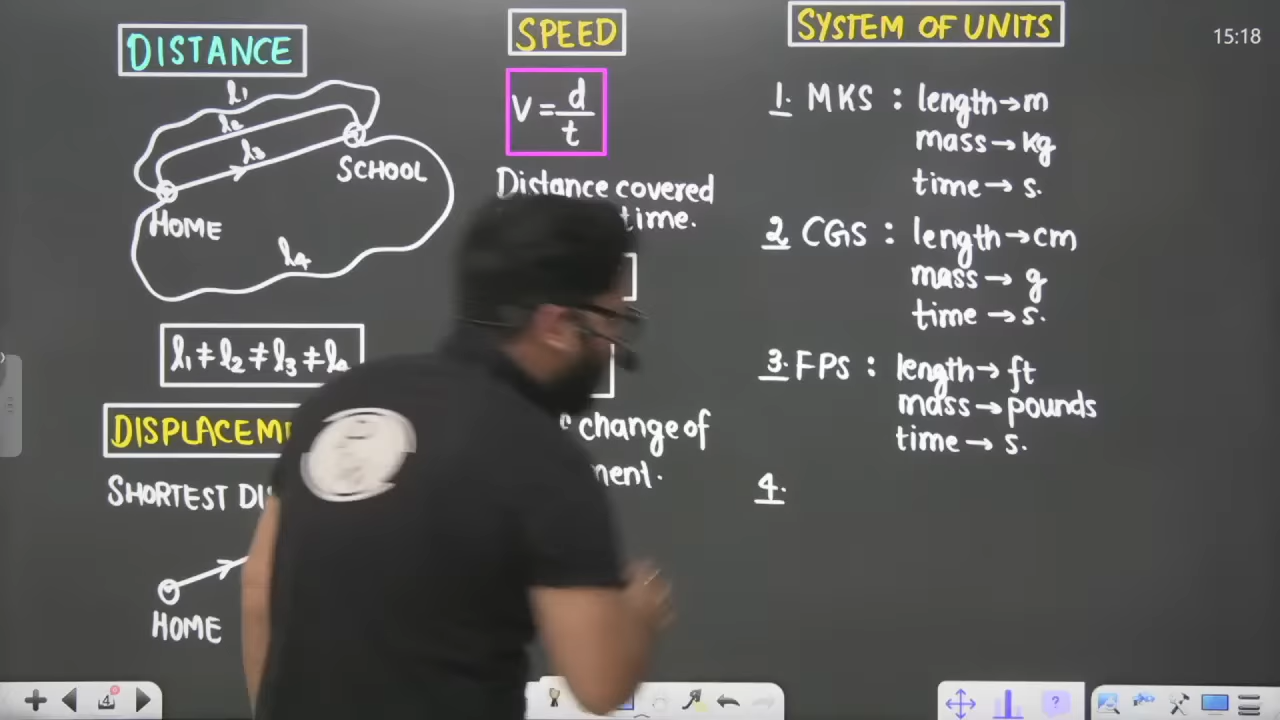 DISTANCE
l₁
l₂
l₃
SCHOOL
HOME
l₄
l₁ ≠ l₂ ≠ l₃ ≠ l₄
DISPLACEM
SHORTEST DI
HOME
SPEED
V = d/t
Distance covered
time.
change of
ment.
SYSTEM OF UNITS
1. MKS : length → m
mass → kg
time → s.
2. CGS : length → cm
mass → g
time → s.
3. FPS : length → ft
mass → pounds
time → s.
4.
15:18
4
?